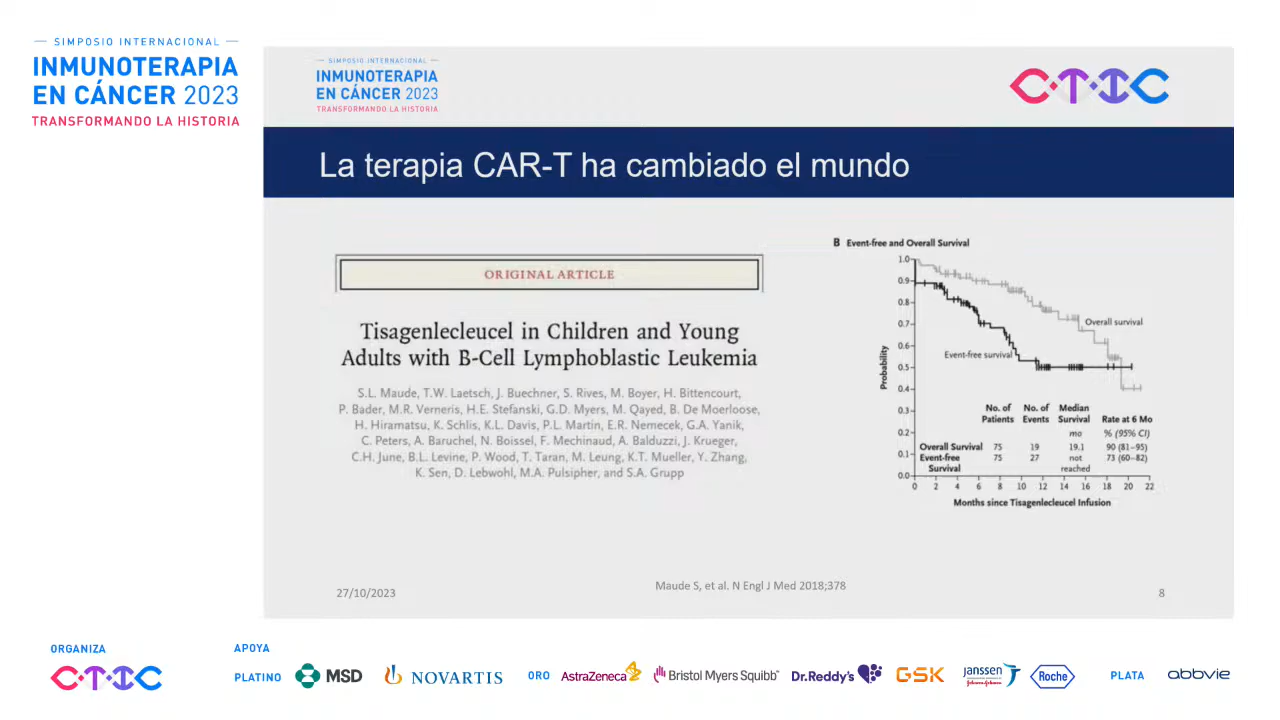 SIMPOSIO INTERNACIONAL
INMUNOTERAPIA
EN CÁNCER 2023
TRANSFORMANDO LA HISTORIA
SIMPOSIO INTERNACIONAL
INMUNOTERAPIA
EN CÁNCER 2023
TRANSFORMANDO LA HISTORIA
CTIC
La terapia CAR-T ha cambiado el mundo
ORIGINAL ARTICLE
Tisagenlecleucel in Children and Young
Adults with B-Cell Lymphoblastic Leukemia
S.L. Maude, T.W. Laetsch, J. Buechner, S. Rives, M. Boyer, H. Bittencourt,
P. Bader, M.R. Verneris, H.E. Stefanski, G.D. Myers, M. Qayed, B. De Moerloose,
H. Hiramatsu, K. Schlis, K.L. Davis, P.L. Martin, E.R. Nemecek, G.A. Yanik,
C. Peters, A. Baruchel, N. Boissel, F. Mechinaud, A. Balduzzi, J. Krueger,
C.H. June, B.L. Levine, P. Wood, T. Taran, M. Leung, K.T. Mueller, Y. Zhang,
K. Sen, D. Lebwohl, M.A. Pulsipher, and S.A. Grupp
B Event-free and Overall Survival
Probability
1.0
0.9
0.8
0.7
0.6
0.5
0.4
0.3
0.2
0.1
0.0
Overall survival
Event-free survival
No. of Patients No. of Events Median Survival Rate at 6 Mo
mo % (95% CI)
Overall Survival 75 19 19.1 90 (81–95)
Event-free Survival 75 27 not reached 73 (60–82)
0 2 4 6 8 10 12 14 16 18 20 22
Months since Tisagenlecleucel Infusion
27/10/2023
Maude S, et al. N Engl J Med 2018;378
8
ORGANIZA
CTIC
APOYA
PLATINO
MSD
NOVARTIS
ORO
AstraZeneca
Bristol Myers Squibb
Dr.Reddy's
GSK
Janssen
Johnson & Johnson
Roche
PLATA
abbvie